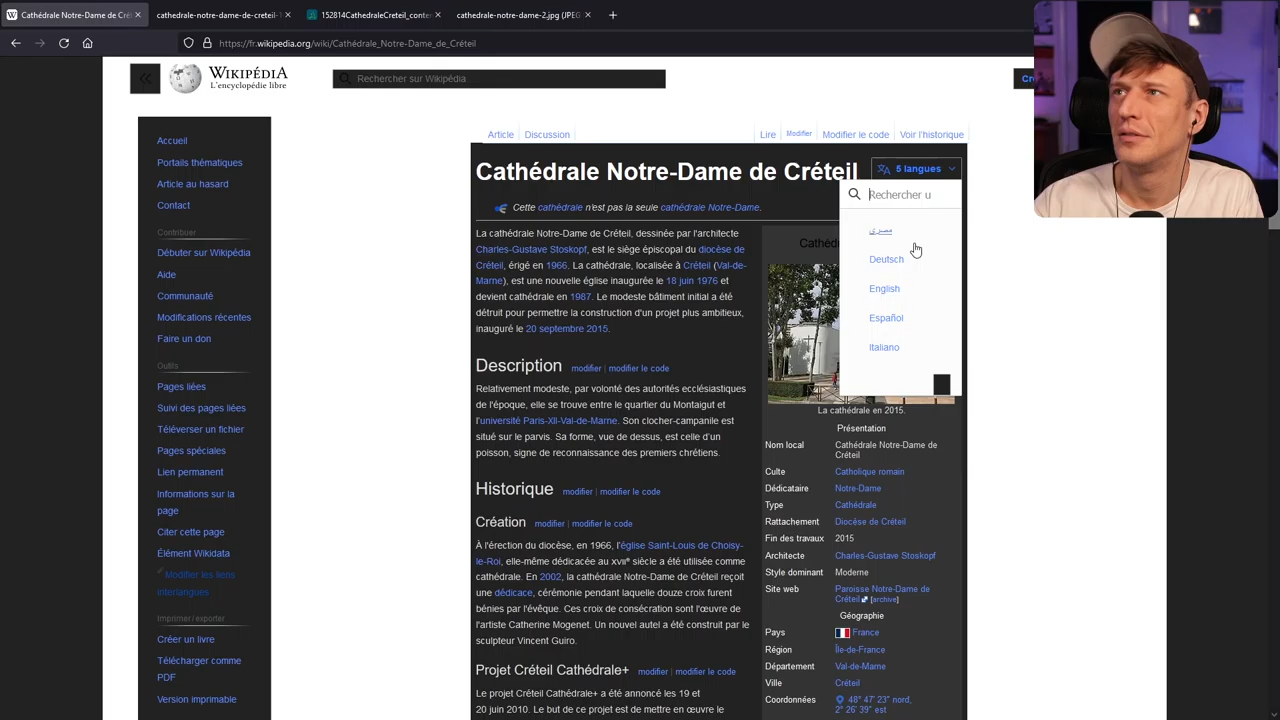 Cathédrale Notre-Dame de Cré
cathedrale-notre-dame-de-creteil-1
152814CathedraleCreteil_conten
cathedrale-notre-dame-2.jpg (JPEG
https://fr.wikipedia.org/wiki/Cathédrale_Notre-Dame_de_Créteil
WIKIPÉDIA
L'encyclopédie libre
Rechercher sur Wikipédia
Cré
Accueil
Portails thématiques
Article au hasard
Contact
Contribuer
Débuter sur Wikipédia
Aide
Communauté
Modifications récentes
Faire un don
Outils
Pages liées
Suivi des pages liées
Téléverser un fichier
Pages spéciales
Lien permanent
Informations sur la
page
Citer cette page
Élément Wikidata
Modifier les liens
interlangues
Imprimer/exporter
Créer un livre
Télécharger comme
PDF
Version imprimable
Article Discussion
Lire Modifier Modifier le code Voir l'historique
Cathédrale Notre-Dame de Créteil
5 langues
Rechercher u
مصرى
Deutsch
English
Español
Italiano
Cette cathédrale n'est pas la seule cathédrale Notre-Dame.
La cathédrale Notre-Dame de Créteil, dessinée par l'architecte
Charles-Gustave Stoskopf, est le siège épiscopal du diocèse de
Créteil, érigé en 1966. La cathédrale, localisée à Créteil (Val-de-
Marne), est une nouvelle église inaugurée le 18 juin 1976 et
devient cathédrale en 1987. Le modeste bâtiment initial a été
détruit pour permettre la construction d'un projet plus ambitieux,
inauguré le 20 septembre 2015.
Description modifier | modifier le code
Relativement modeste, par volonté des autorités ecclésiastiques
de l'époque, elle se trouve entre le quartier du Montaigut et
l'université Paris-XII-Val-de-Marne. Son clocher-campanile est
situé sur le parvis. Sa forme, vue de dessus, est celle d'un
poisson, signe de reconnaissance des premiers chrétiens.
Historique modifier | modifier le code
Création modifier | modifier le code
À l'érection du diocèse, en 1966, l'église Saint-Louis de Choisy-
le-Roi, elle-même dédicacée au XVIIe siècle a été utilisée comme
cathédrale. En 2002, la cathédrale Notre-Dame de Créteil reçoit
une dédicace, cérémonie pendant laquelle douze croix furent
bénies par l'évêque. Ces croix de consécration sont l'œuvre de
l'artiste Catherine Mogenet. Un nouvel autel a été construit par le
sculpteur Vincent Guiro.
Projet Créteil Cathédrale+ modifier | modifier le code
Le projet Créteil Cathédrale+ a été annoncé les 19 et
20 juin 2010. Le but de ce projet est de mettre en œuvre le
Cathéd
La cathédrale en 2015.
Présentation
Nom local Cathédrale Notre-Dame de
Créteil
Culte Catholique romain
Dédicataire Notre-Dame
Type Cathédrale
Rattachement Diocèse de Créteil
Fin des travaux 2015
Architecte Charles-Gustave Stoskopf
Style dominant Moderne
Site web Paroisse Notre-Dame de
Créteil [archive]
Géographie
Pays France
Région Île-de-France
Département Val-de-Marne
Ville Créteil
Coordonnées 48° 47′ 23″ nord,
2° 26′ 39″ est